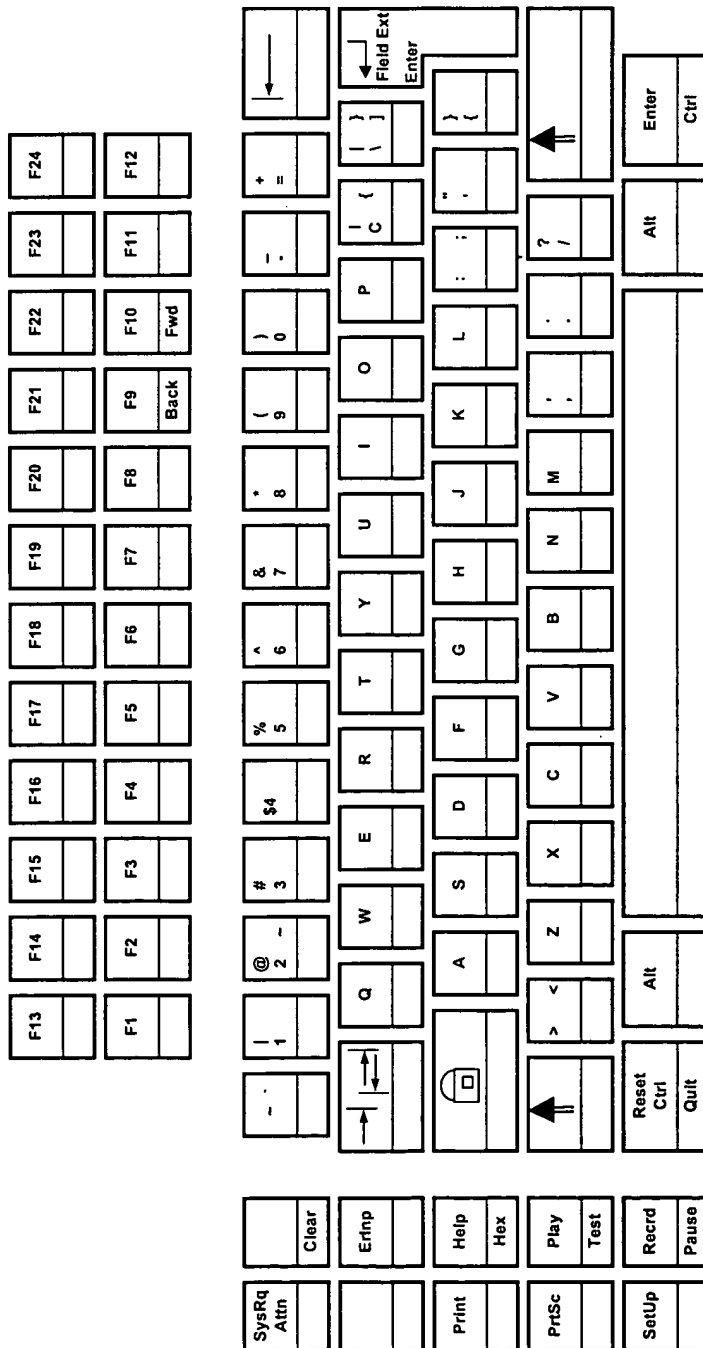 F13 F14 F15 F16 F17 F18 F19 F20 F21 F22 F23 F24
F1 F2 F3 F4 F5 F6 F7 F8 F9 F10 F11 F12
Back Fwd
SysRq ~ ` | @ # % ^ & * ( ) _ +
Attn 1 2 ~ 3 $4 5 6 7 8 9 0 - =
Clear
ErInp Q W E R T Y U I O P | { | } Field Ext
C \ ] Enter
Print Help A S D F G H J K L : ; " }
' {
Hex
PrtSc Play > < Z X C V B N M , . ?
; . /
Test
SetUp Recrd Reset Alt Alt Enter
Ctrl
Pause Quit Ctrl